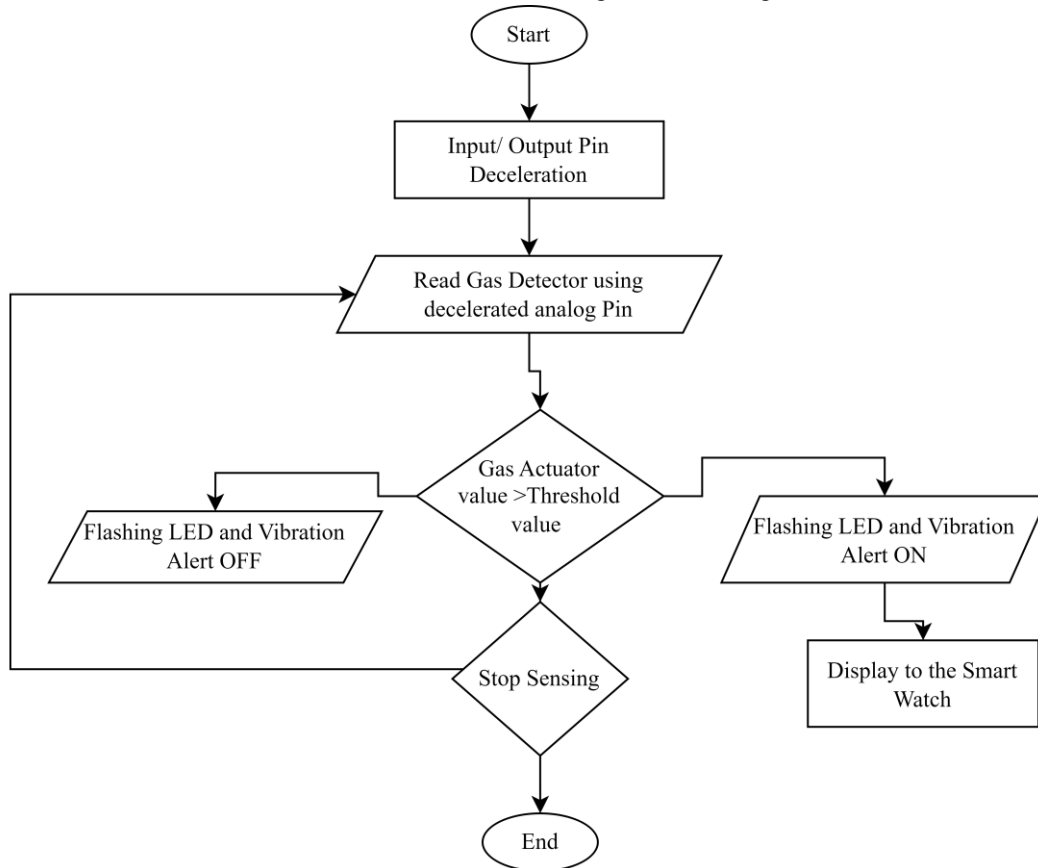 Start
Input/ Output Pin
Deceleration
Read Gas Detector using
decelerated analog Pin
Gas Actuator
value >Threshold
value
Flashing LED and Vibration
Alert OFF
Flashing LED and Vibration
Alert ON
Stop Sensing
Display to the Smart
Watch
End